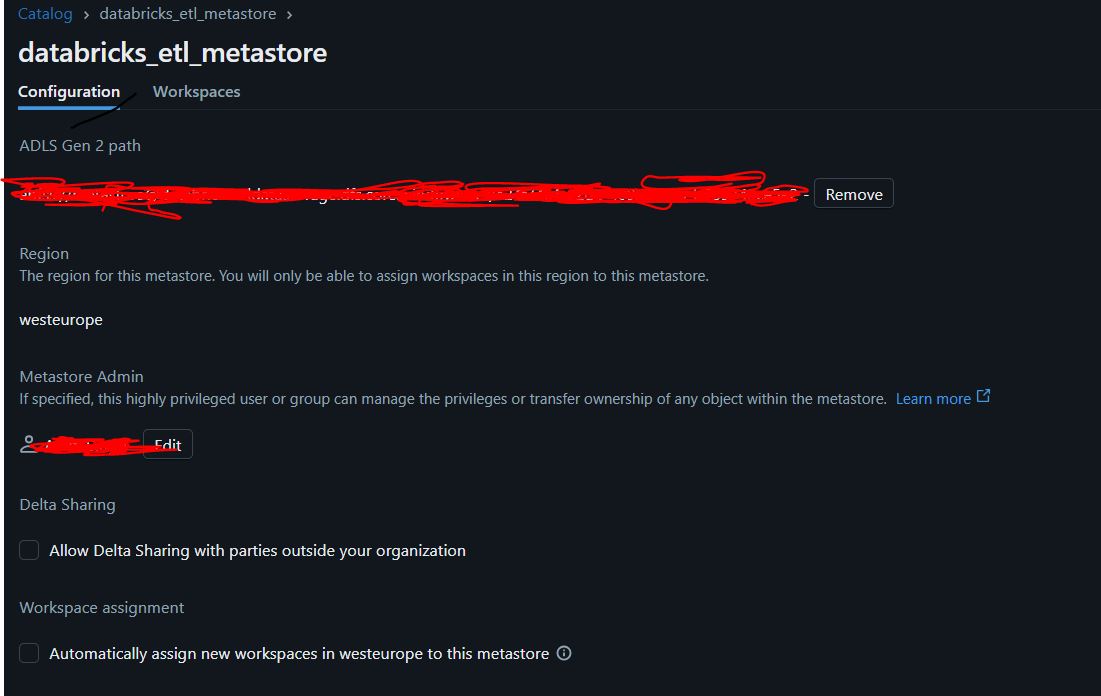 Catalog > databricks_etl_metastore >
databricks_etl_metastore
Configuration Workspaces
ADLS Gen 2 path
Remove
Region
The region for this metastore. You will only be able to assign workspaces in this region to this metastore.
westeurope
Metastore Admin
If specified, this highly privileged user or group can manage the privileges or transfer ownership of any object within the metastore. Learn more
Edit
Delta Sharing
Allow Delta Sharing with parties outside your organization
Workspace assignment
Automatically assign new workspaces in westeurope to this metastore